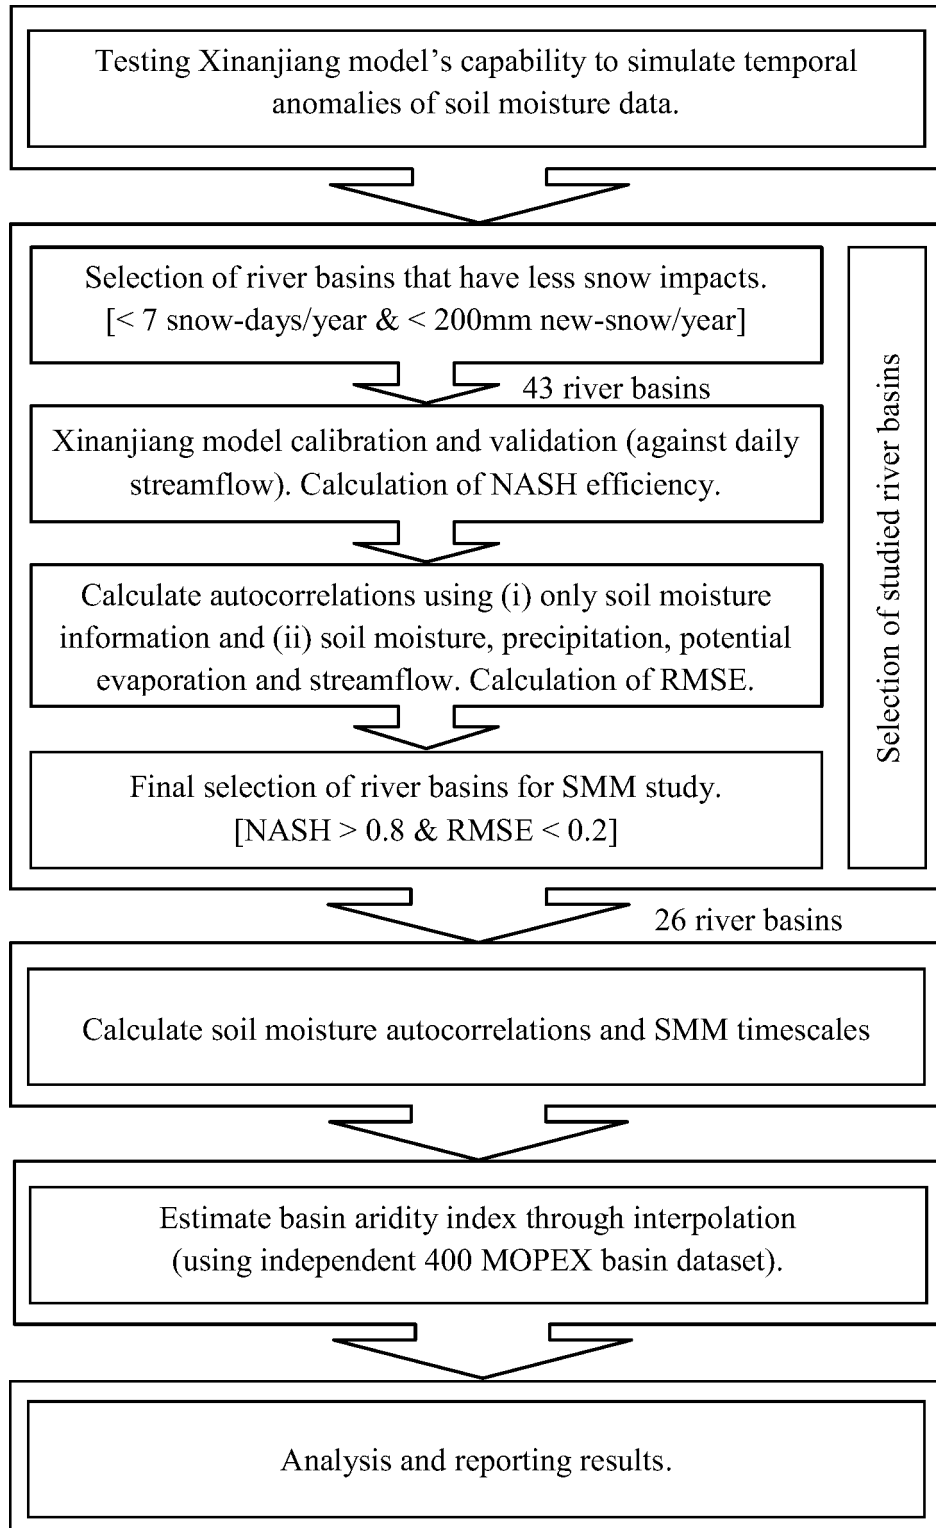 Testing Xinanjiang model’s capability to simulate temporal
anomalies of soil moisture data.
Selection of river basins that have less snow impacts.
[< 7 snow-days/year & < 200mm new-snow/year]
43 river basins
Xinanjiang model calibration and validation (against daily
streamflow). Calculation of NASH efficiency.
Calculate autocorrelations using (i) only soil moisture
information and (ii) soil moisture, precipitation, potential
evaporation and streamflow. Calculation of RMSE.
Final selection of river basins for SMM study.
[NASH > 0.8 & RMSE < 0.2]
Selection of studied river basins
26 river basins
Calculate soil moisture autocorrelations and SMM timescales
Estimate basin aridity index through interpolation
(using independent 400 MOPEX basin dataset).
Analysis and reporting results.